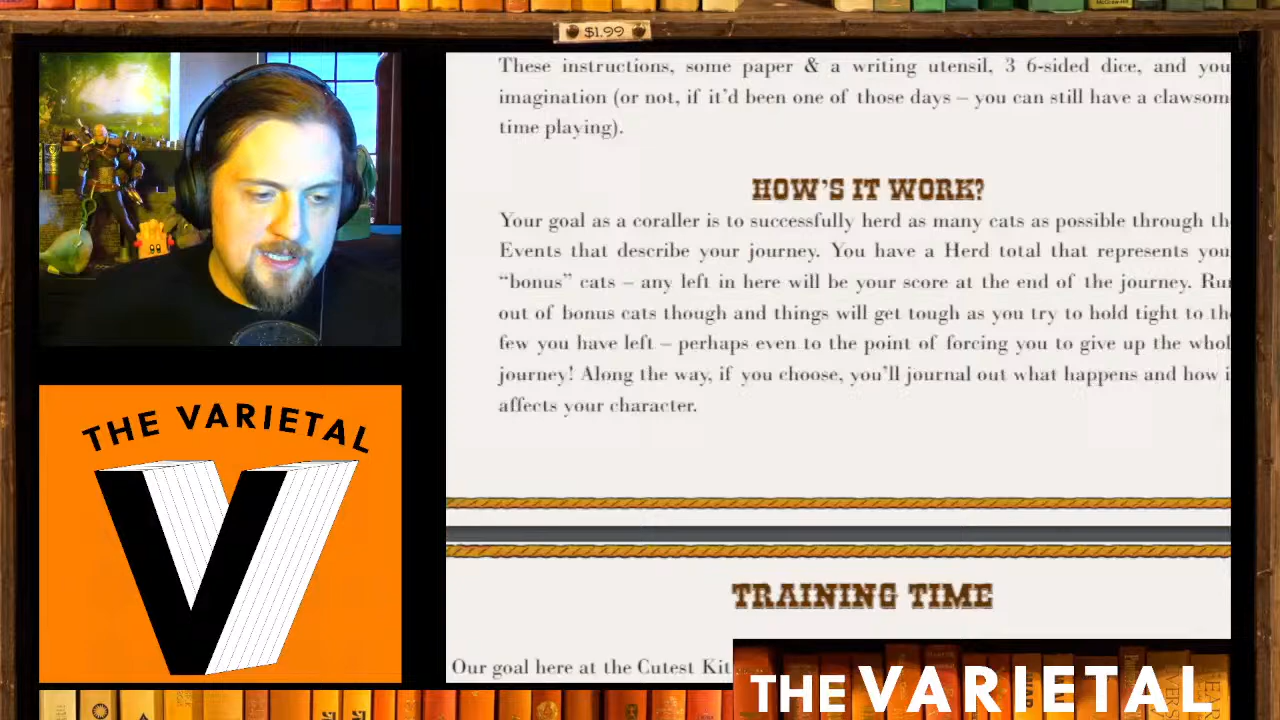 $1.99
These instructions, some paper & a writing utensil, 3 6-sided dice, and you
imagination (or not, if it’d been one of those days – you can still have a clawsom
time playing).
HOW’S IT WORK?
Your goal as a coraller is to successfully herd as many cats as possible through th
Events that describe your journey. You have a Herd total that represents you
“bonus” cats – any left in here will be your score at the end of the journey. Ru
out of bonus cats though and things will get tough as you try to hold tight to th
few you have left – perhaps even to the point of forcing you to give up the whol
journey! Along the way, if you choose, you’ll journal out what happens and how i
affects your character.
THE VARIETAL
TRAINING TIME
Our goal here at the Cutest Kit
THE VARIETAL